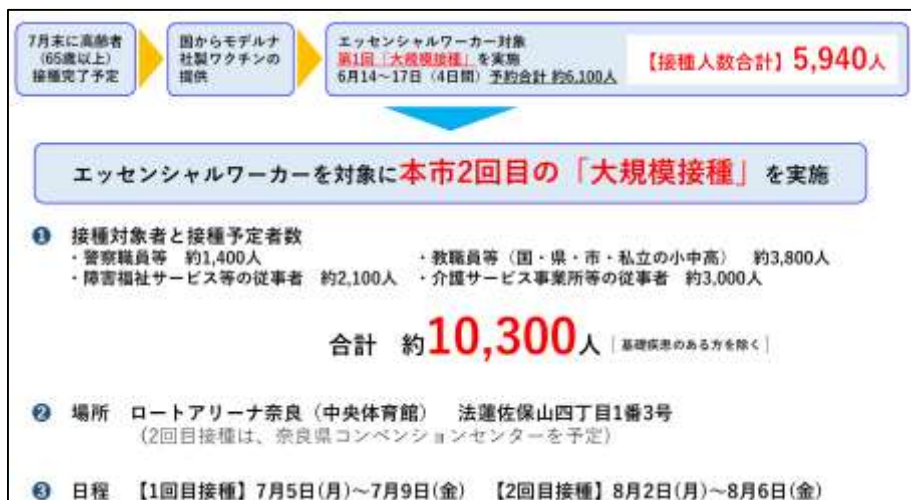 7月末に高齢者
(65歳以上)
接種完了予定
国からモデルナ
社製ワクチンの
提供
エッセンシャルワーカー対象
第1回「大規模接種」を実施
6月14～17日（4日間）予約合計 約6,100人
【接種人数合計】5,940人
エッセンシャルワーカーを対象に本市2回目の「大規模接種」を実施
❶ 接種対象者と接種予定者数
・警察職員等 約1,400人 ・教職員等（国・県・市・私立の小中高） 約3,800人
・障害福祉サービス等の従事者 約2,100人 ・介護サービス事業所等の従事者 約3,000人
合計 約10,300人 [基礎疾患のある方を除く]
❷ 場所 ロートアリーナ奈良（中央体育館） 法蓮佐保山四丁目1番3号
（2回目接種は、奈良県コンベンションセンターを予定）
❸ 日程 【1回目接種】7月5日(月)～7月9日(金) 【2回目接種】8月2日(月)～8月6日(金)